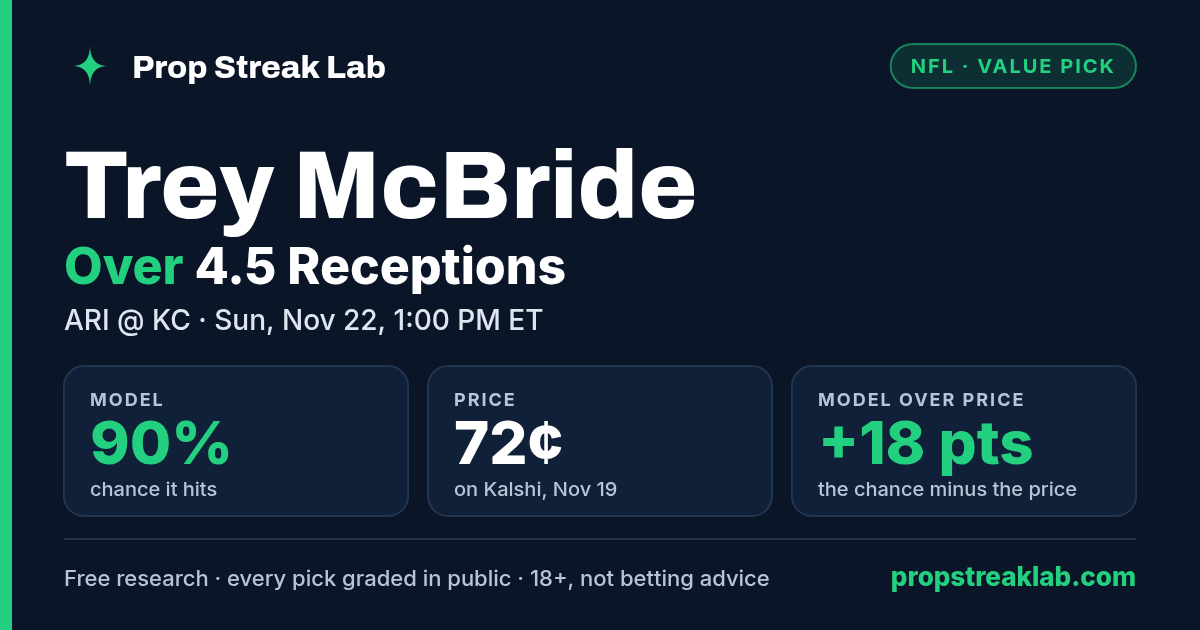 Prop Streak Lab
NFL · VALUE PICK
Trey McBride
Over 4.5 Receptions
ARI @ KC · Sun, Nov 22, 1:00 PM ET
MODEL
90%
chance it hits
PRICE
72¢
on Kalshi, Nov 19
MODEL OVER PRICE
+18 pts
the chance minus the price
Free research · every pick graded in public · 18+, not betting advice
propstreaklab.com